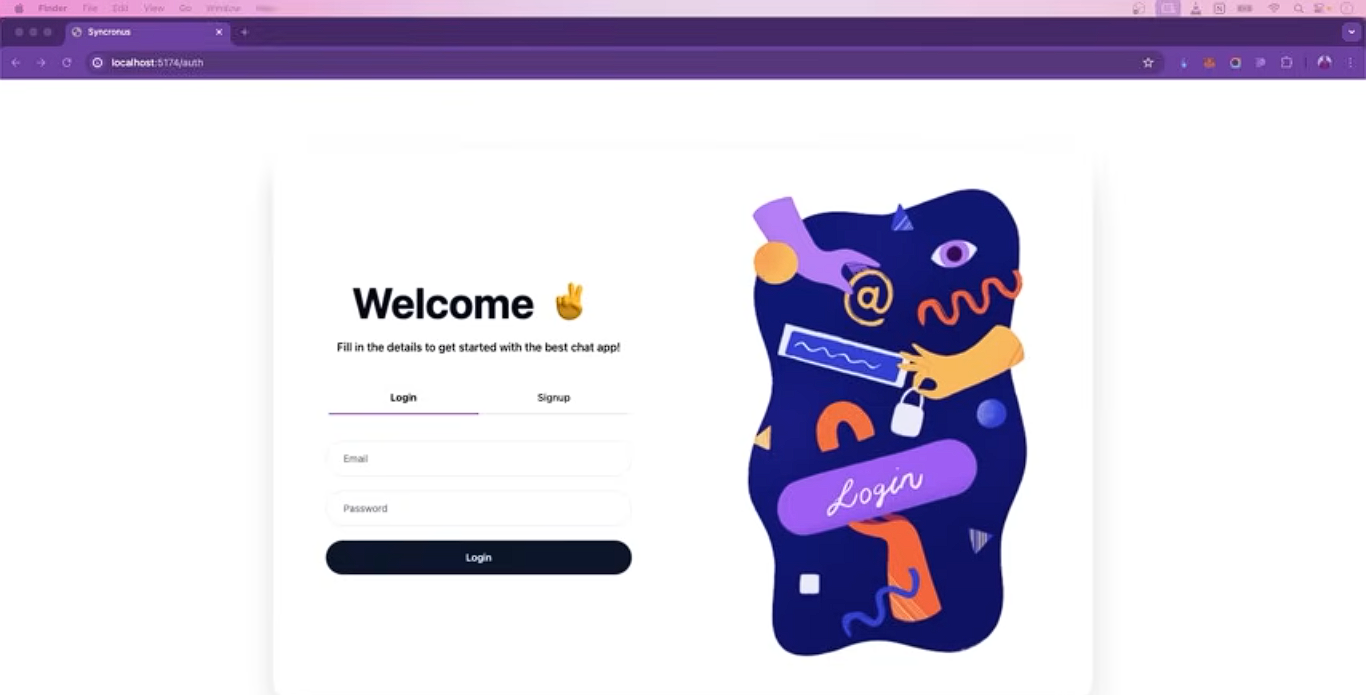 Finder File Edit View Go Window Help
Syncronus
localhost:5174/auth
Welcome ✌️
Fill in the details to get started with the best chat app!
Login Signup
Email
Password
Login
@
Login